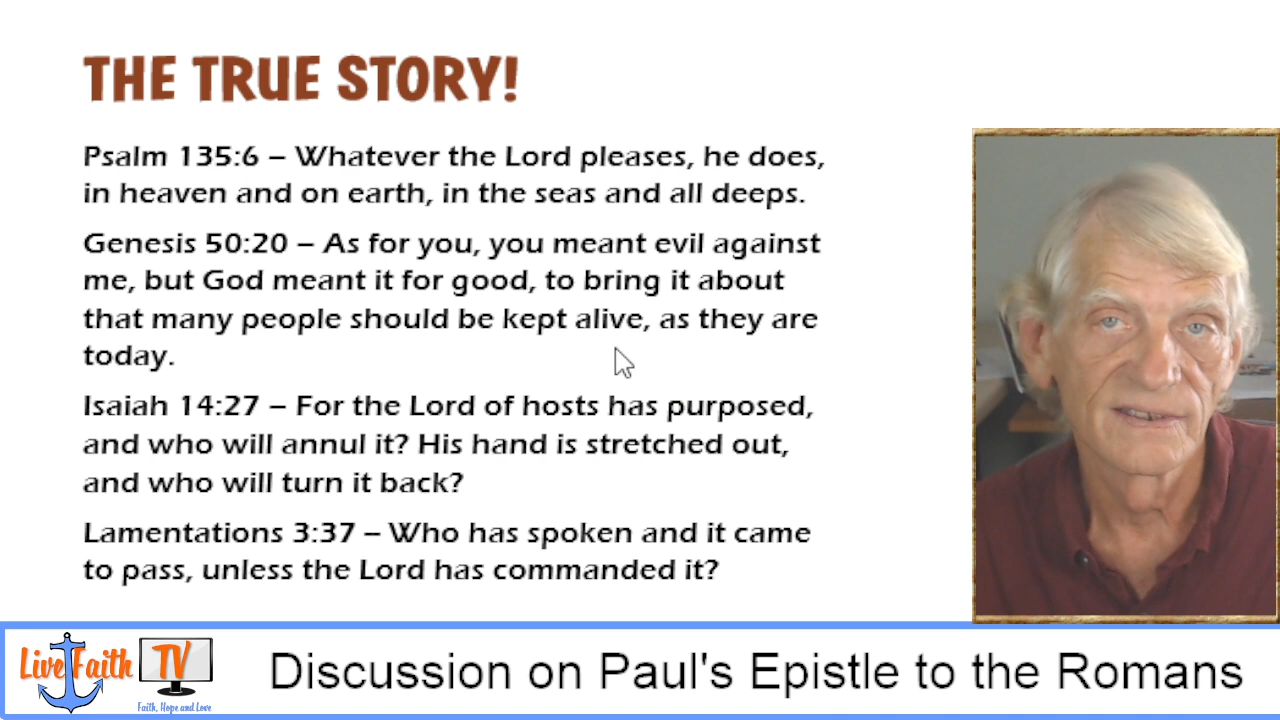 THE TRUE STORY!
Psalm 135:6 – Whatever the Lord pleases, he does,
in heaven and on earth, in the seas and all deeps.
Genesis 50:20 – As for you, you meant evil against
me, but God meant it for good, to bring it about
that many people should be kept alive, as they are
today.
Isaiah 14:27 – For the Lord of hosts has purposed,
and who will annul it? His hand is stretched out,
and who will turn it back?
Lamentations 3:37 – Who has spoken and it came
to pass, unless the Lord has commanded it?
Live Faith TV
Faith, Hope and Love
Discussion on Paul's Epistle to the Romans